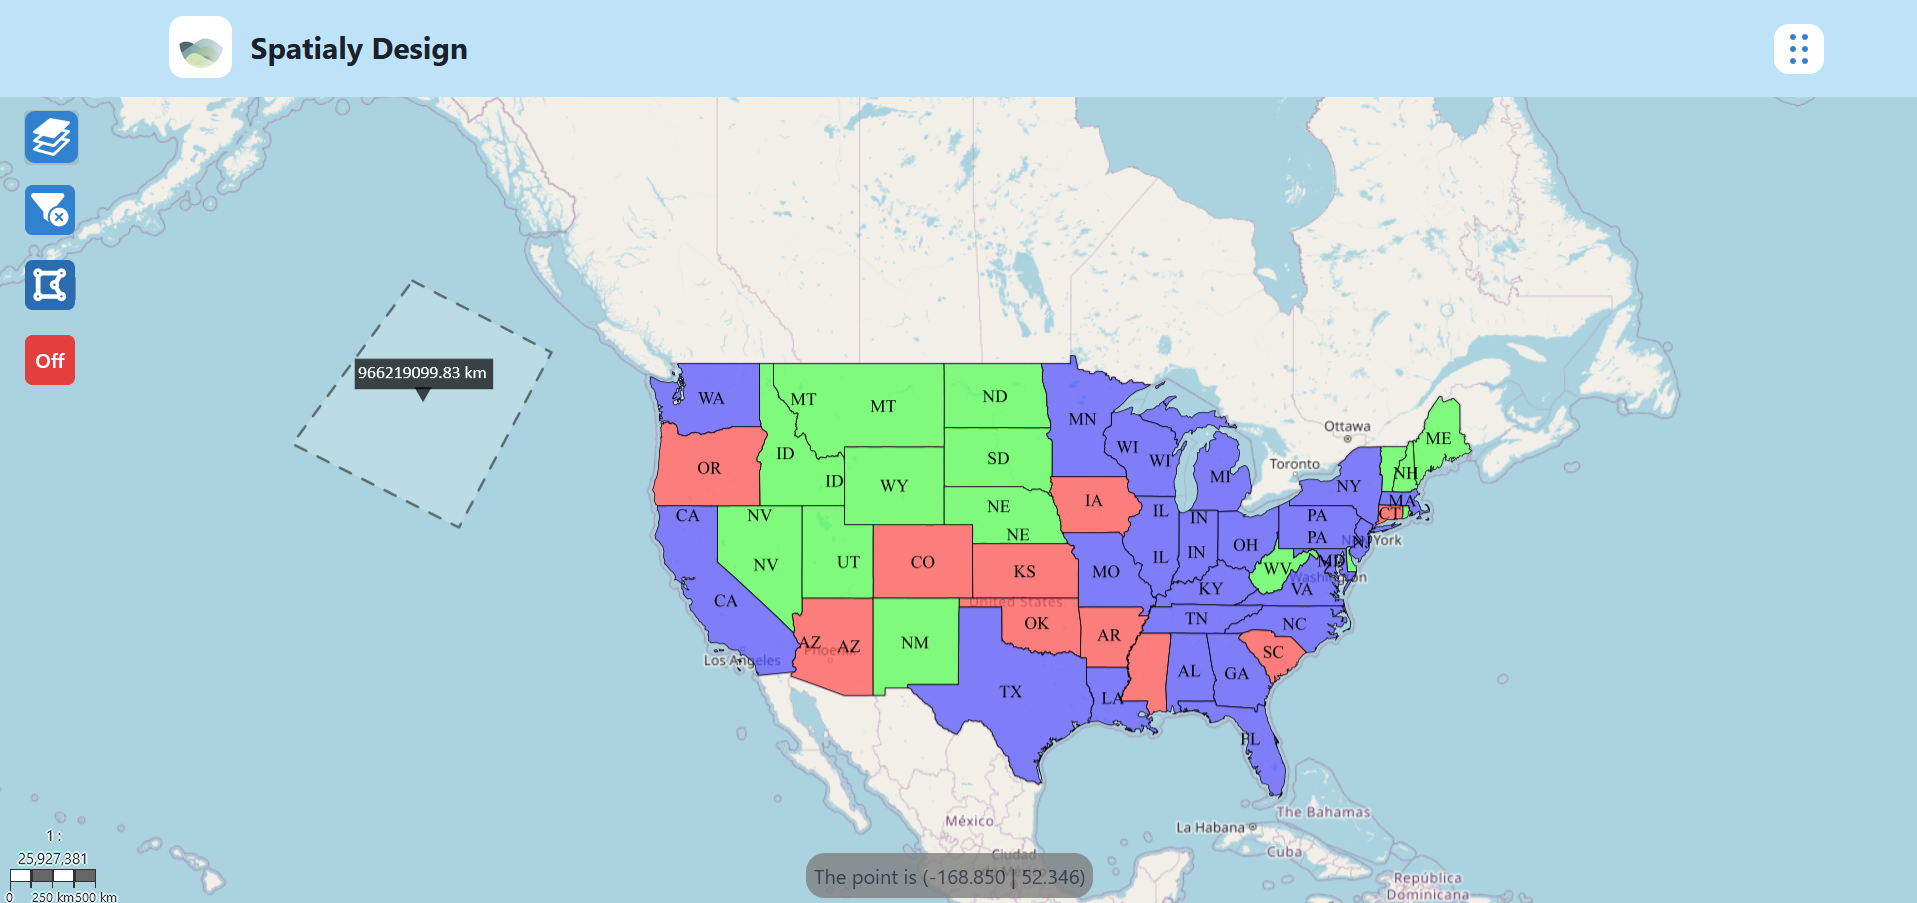 Spatialy Design
Off
966219099.83 km
WA
MT
MT
ND
MN
OR
ID
ID
WY
SD
WI
WI
MI
Ottawa
Toronto
ME
NH
NY
MA
CT
CA
NV
NE
NE
IA
IL
IN
PA
PA
NJ
York
NV
UT
CO
KS
MO
IL
IN
OH
WV
MD
Washington
VA
KY
CA
United States
OK
AR
TN
NC
SC
AZ
AZ
Phoenix
NM
Los Angeles
TX
LA
AL
GA
FL
México
Ciudad
La Habana
The Bahamas
Cuba
República
Dominicana
1 :
25,927,381
0 250 km 500 km
The point is (-168.850 | 52.346)